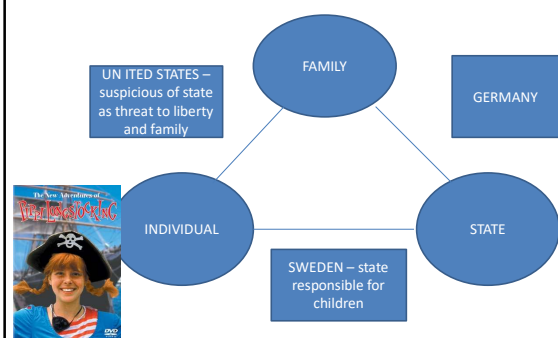 FAMILY
UN ITED STATES –
suspicious of state
as threat to liberty
and family
GERMANY
The New Adventures of
PIPPI LONGSTOCKING
INDIVIDUAL
STATE
SWEDEN – state
responsible for
children
DVD